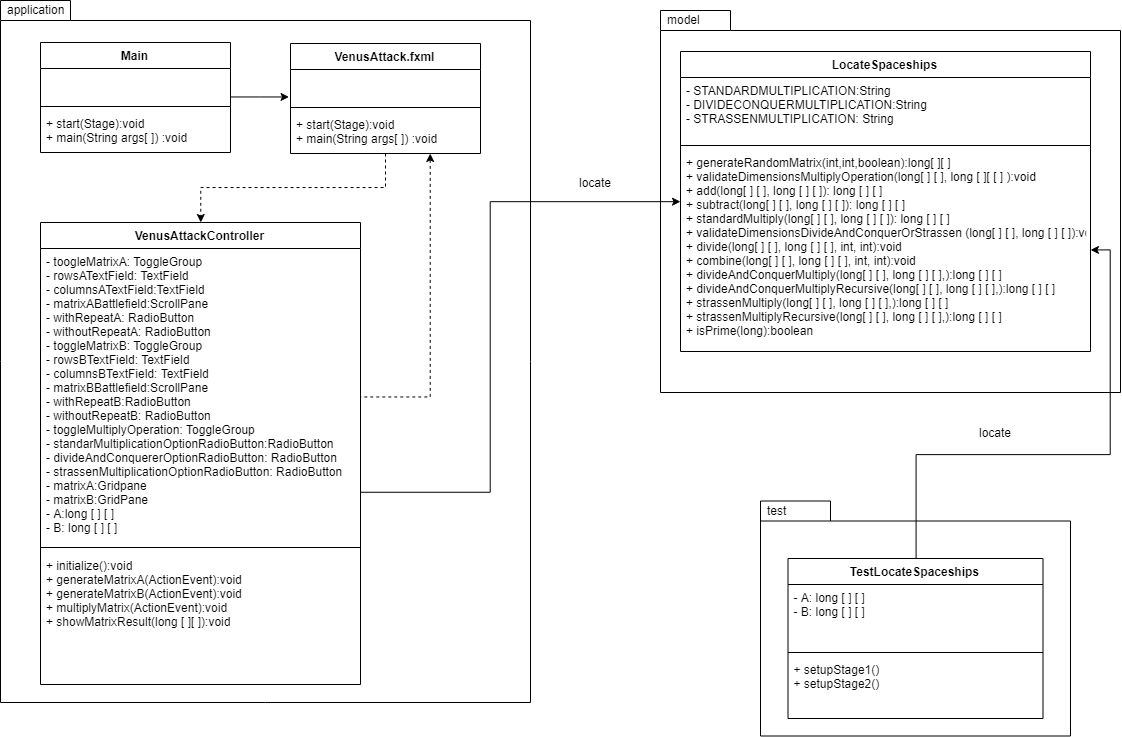 application
Main
+ start(Stage):void
+ main(String args[ ]) :void
VenusAttack.fxml
+ start(Stage):void
+ main(String args[ ]) :void
VenusAttackController
- toogleMatrixA: ToggleGroup
- rowsATextField: TextField
- columnsATextField:TextField
- matrixABattlefield:ScrollPane
- withRepeatA: RadioButton
- withoutRepeatA: RadioButton
- toggleMatrixB: ToggleGroup
- rowsBTextField: TextField
- columnsBTextField: TextField
- matrixBBattlefield:ScrollPane
- withRepeatB:RadioButton
- withoutRepeatB: RadioButton
- toggleMultiplyOperation: ToggleGroup
- standarMultiplicationOptionRadioButton:RadioButton
- divideAndConquererOptionRadioButton: RadioButton
- strassenMultiplicationOptionRadioButton: RadioButton
- matrixA:Gridpane
- matrixB:GridPane
- A:long [ ] [ ]
- B: long [ ] [ ]
+ initialize():void
+ generateMatrixA(ActionEvent):void
+ generateMatrixB(ActionEvent):void
+ multiplyMatrix(ActionEvent):void
+ showMatrixResult(long [ ][ ]):void
locate
model
LocateSpaceships
- STANDARDMULTIPLICATION:String
- DIVIDECONQUERMULTIPLICATION:String
- STRASSENMULTIPLICATION: String
+ generateRandomMatrix(int,int,boolean):long[ ][ ]
+ validateDimensionsMultiplyOperation(long[ ] [ ], long [ ][ [ ] ):void
+ add(long[ ] [ ], long [ ] [ ]): long [ ] [ ]
+ subtract(long[ ] [ ], long [ ] [ ]): long [ ] [ ]
+ standardMultiply(long[ ] [ ], long [ ] [ ]): long [ ] [ ]
+ validateDimensionsDivideAndConquerOrStrassen (long[ ] [ ], long [ ] [ ]):v
+ divide(long[ ] [ ], long [ ] [ ], int, int):void
+ combine(long[ ] [ ], long [ ] [ ], int, int):void
+ divideAndConquerMultiply(long[ ] [ ], long [ ] [ ],):long [ ] [ ]
+ divideAndConquerMultiplyRecursive(long[ ] [ ], long [ ] [ ],):long [ ] [ ]
+ strassenMultiply(long[ ] [ ], long [ ] [ ],):long [ ] [ ]
+ strassenMultiplyRecursive(long[ ] [ ], long [ ] [ ],):long [ ] [ ]
+ isPrime(long):boolean
locate
test
TestLocateSpaceships
- A: long [ ] [ ]
- B: long [ ] [ ]
+ setupStage1()
+ setupStage2()